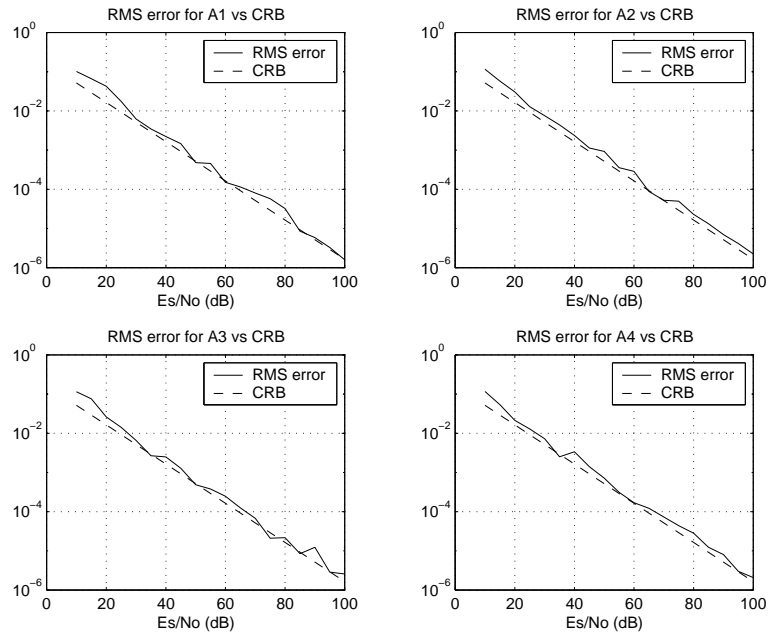 RMS error for A1 vs CRB
10^0
10^-2
10^-4
10^-6
RMS error
CRB
0 20 40 60 80 100
Es/No (dB)
RMS error for A2 vs CRB
10^0
10^-2
10^-4
10^-6
RMS error
CRB
0 20 40 60 80 100
Es/No (dB)
RMS error for A3 vs CRB
10^0
10^-2
10^-4
10^-6
RMS error
CRB
0 20 40 60 80 100
Es/No (dB)
RMS error for A4 vs CRB
10^0
10^-2
10^-4
10^-6
RMS error
CRB
0 20 40 60 80 100
Es/No (dB)